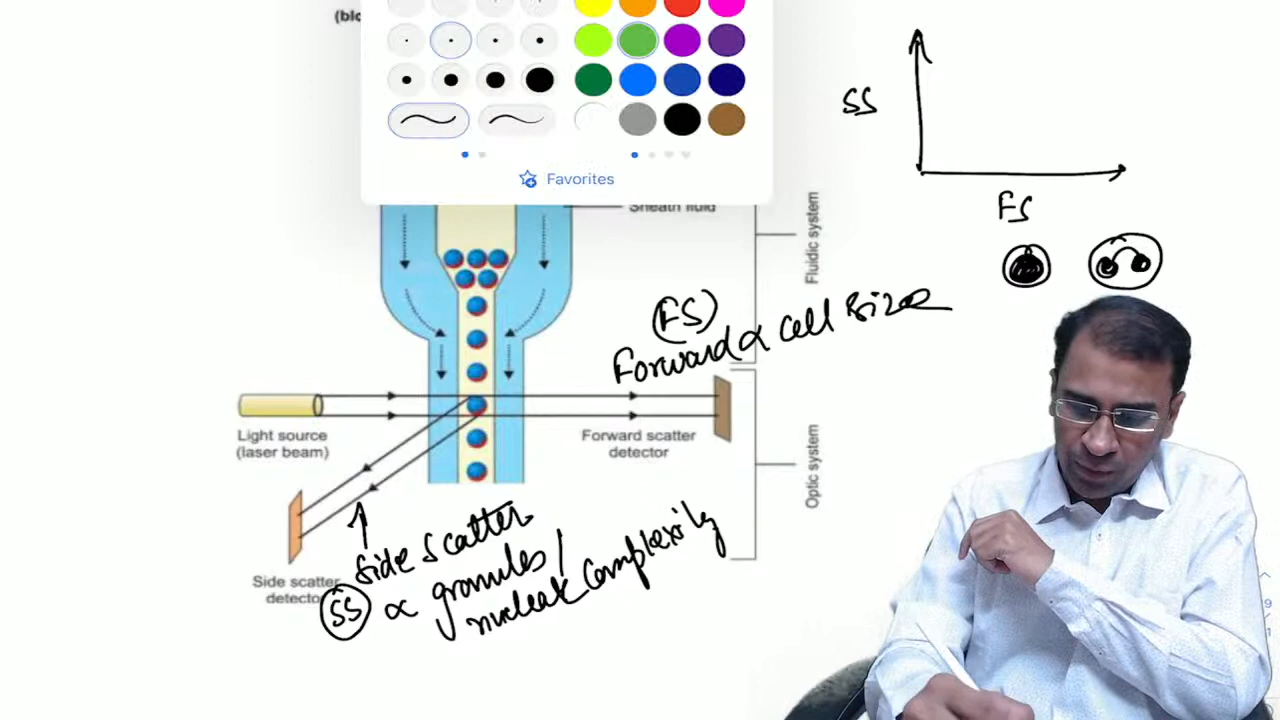 (blo
Favorites
Sheath fluid
Fluidic system
SS
FS
(FS)
Forward ∝ cell size
Light source
(laser beam)
Forward scatter
detector
Optic system
Side scatter
SS ∝ granules /
nuclear complexity
Side scatter
detecto